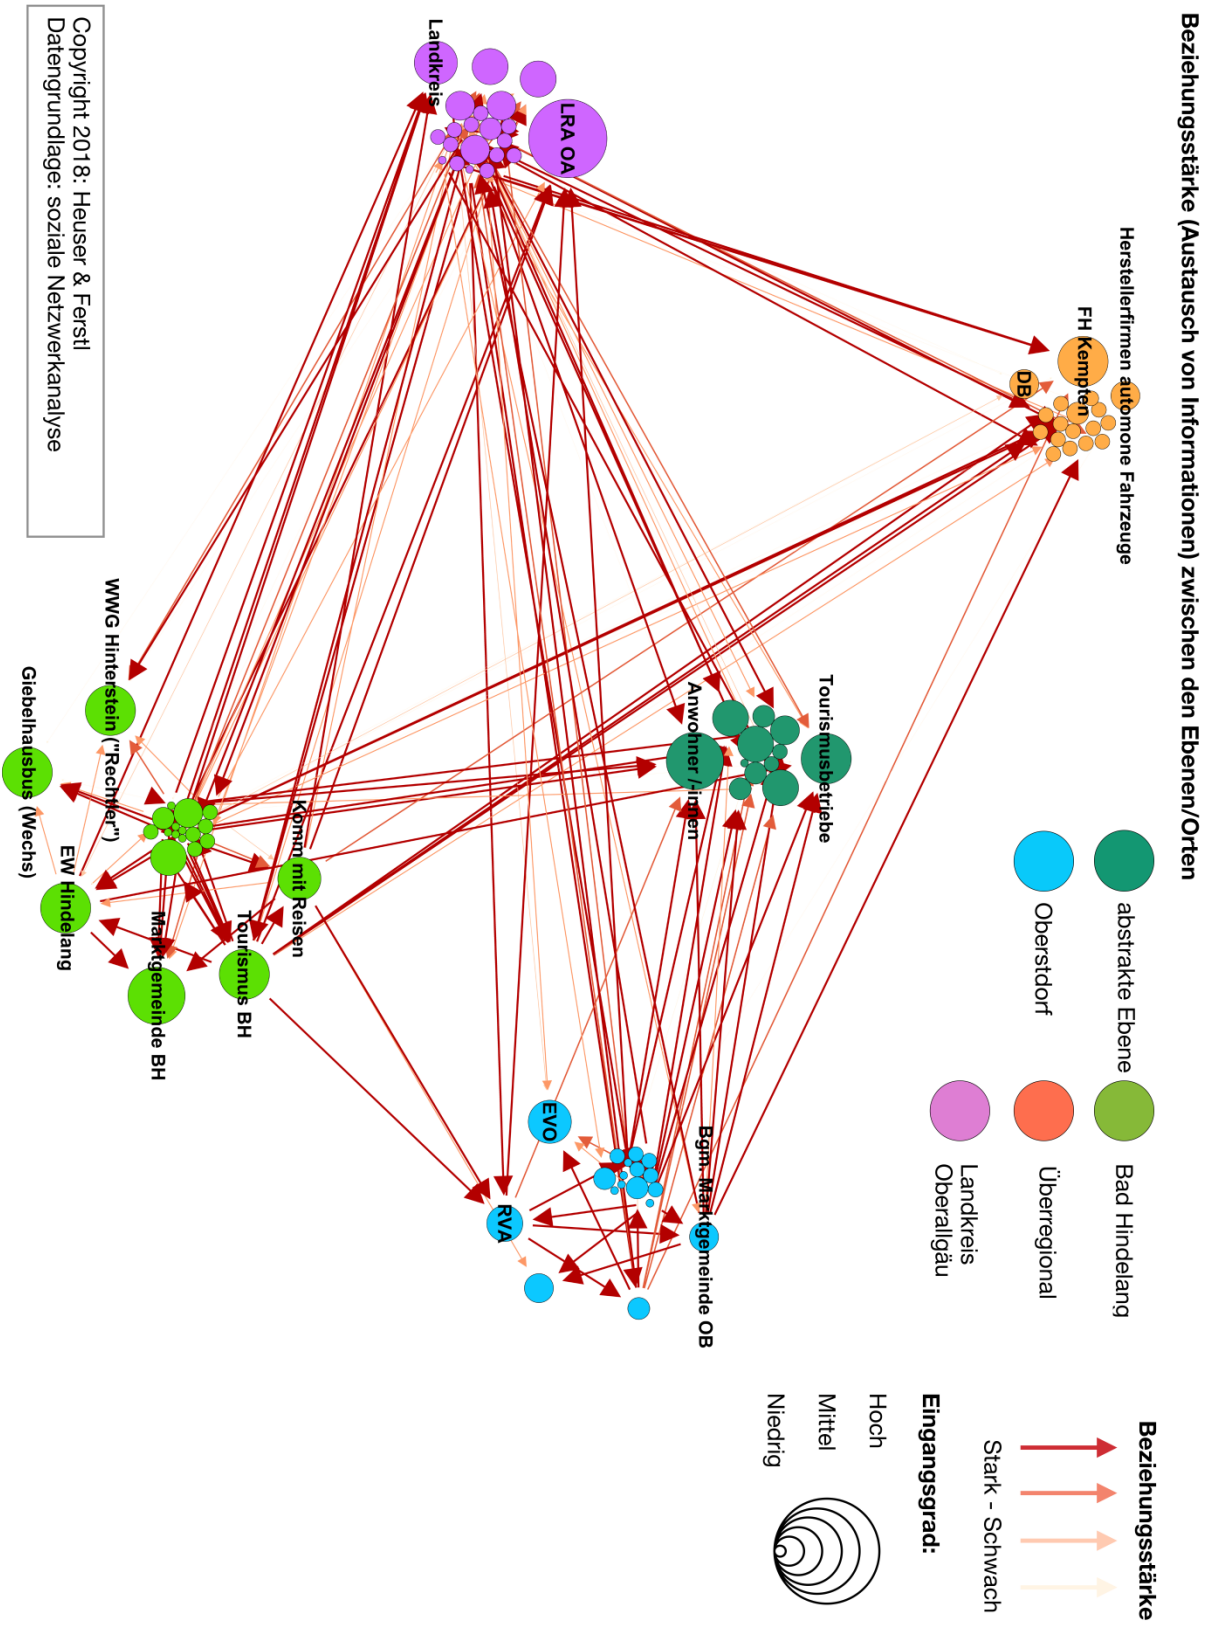 Beziehungsstärke (Austausch von Informationen) zwischen den Ebenen/Orten
Herstellerfirmen automone Fahrzeuge
FH Kempten
DB
LRA OA
Landkreis
Tourismusbetriebe
Anwohner /-innen
WWG Hinterstein ("Rechtler")
Giebelhausbus (Wechs)
EW Hindelang
Komm mit Reisen
Tourismus BH
Marktgemeinde BH
EVO
RVA
Bgm. Marktgemeinde OB
abstrakte Ebene
Oberstdorf
Bad Hindelang
Überregional
Landkreis
Oberallgäu
Beziehungsstärke
Stark - Schwach
Eingangsgrad:
Hoch
Mittel
Niedrig
Copyright 2018: Heuser & Ferstl
Datengrundlage: soziale Netzwerkanalyse